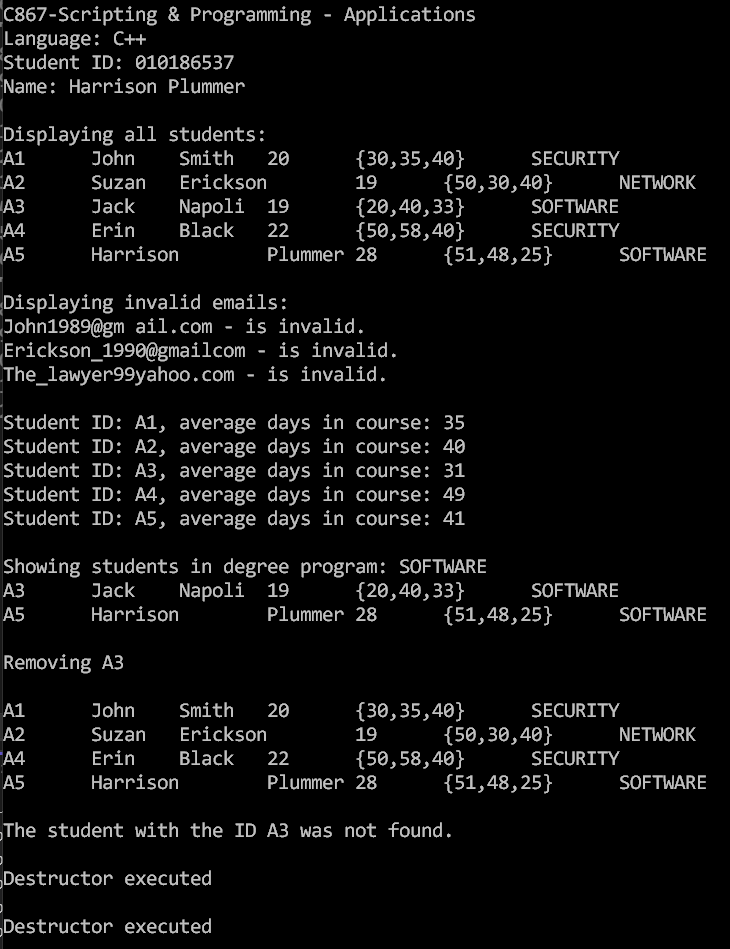 C867-Scripting & Programming - Applications
Language: C++
Student ID: 010186537
Name: Harrison Plummer
Displaying all students:
A1	John	Smith	20	{30,35,40}	SECURITY
A2	Suzan	Erickson	19	{50,30,40}	NETWORK
A3	Jack	Napoli	19	{20,40,33}	SOFTWARE
A4	Erin	Black	22	{50,58,40}	SECURITY
A5	Harrison	Plummer	28	{51,48,25}	SOFTWARE
Displaying invalid emails:
John1989@gm ail.com - is invalid.
Erickson_1990@gmailcom - is invalid.
The_lawyer99yahoo.com - is invalid.
Student ID: A1, average days in course: 35
Student ID: A2, average days in course: 40
Student ID: A3, average days in course: 31
Student ID: A4, average days in course: 49
Student ID: A5, average days in course: 41
Showing students in degree program: SOFTWARE
A3	Jack	Napoli	19	{20,40,33}	SOFTWARE
A5	Harrison	Plummer	28	{51,48,25}	SOFTWARE
Removing A3
A1	John	Smith	20	{30,35,40}	SECURITY
A2	Suzan	Erickson	19	{50,30,40}	NETWORK
A4	Erin	Black	22	{50,58,40}	SECURITY
A5	Harrison	Plummer	28	{51,48,25}	SOFTWARE
The student with the ID A3 was not found.
Destructor executed
Destructor executed